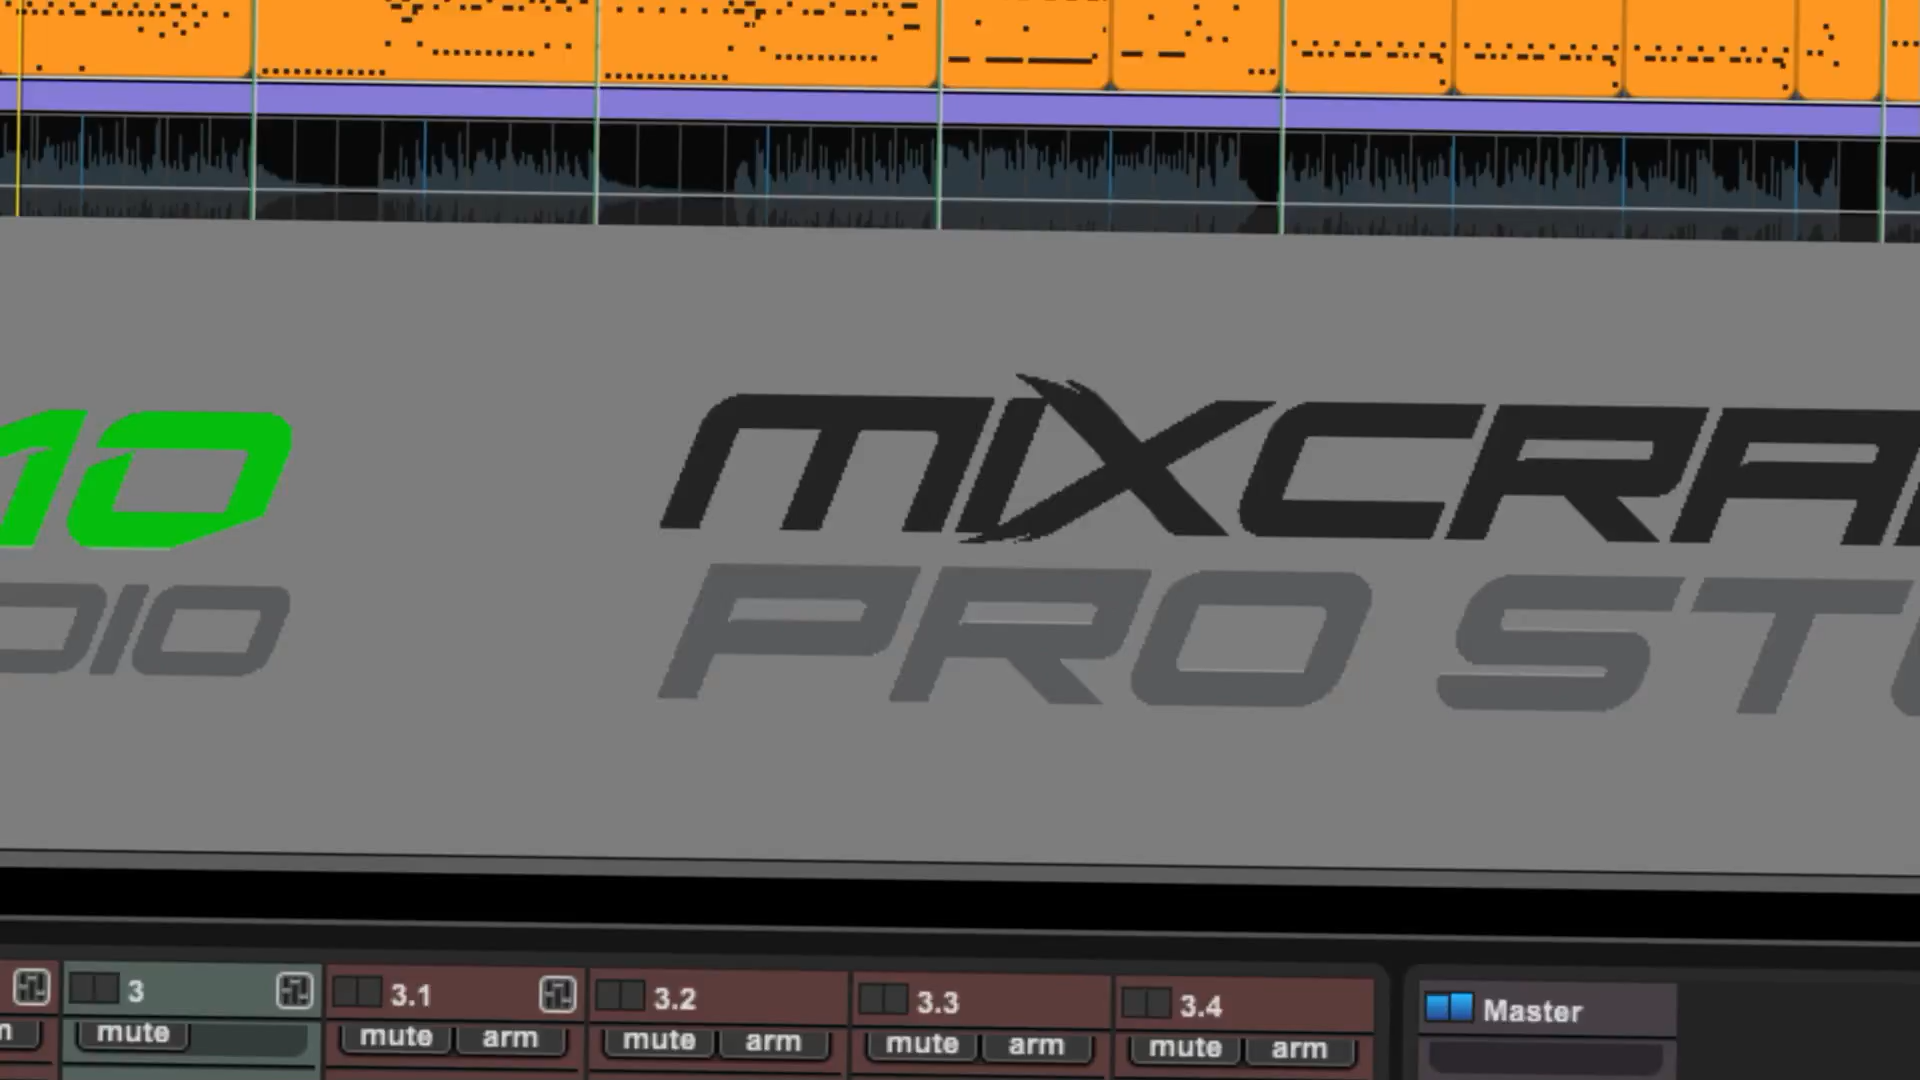 10 MIXCRA
DIO PRO STU
3 3.1 3.2 3.3 3.4 Master
m mute mute arm mute arm mute arm mute arm